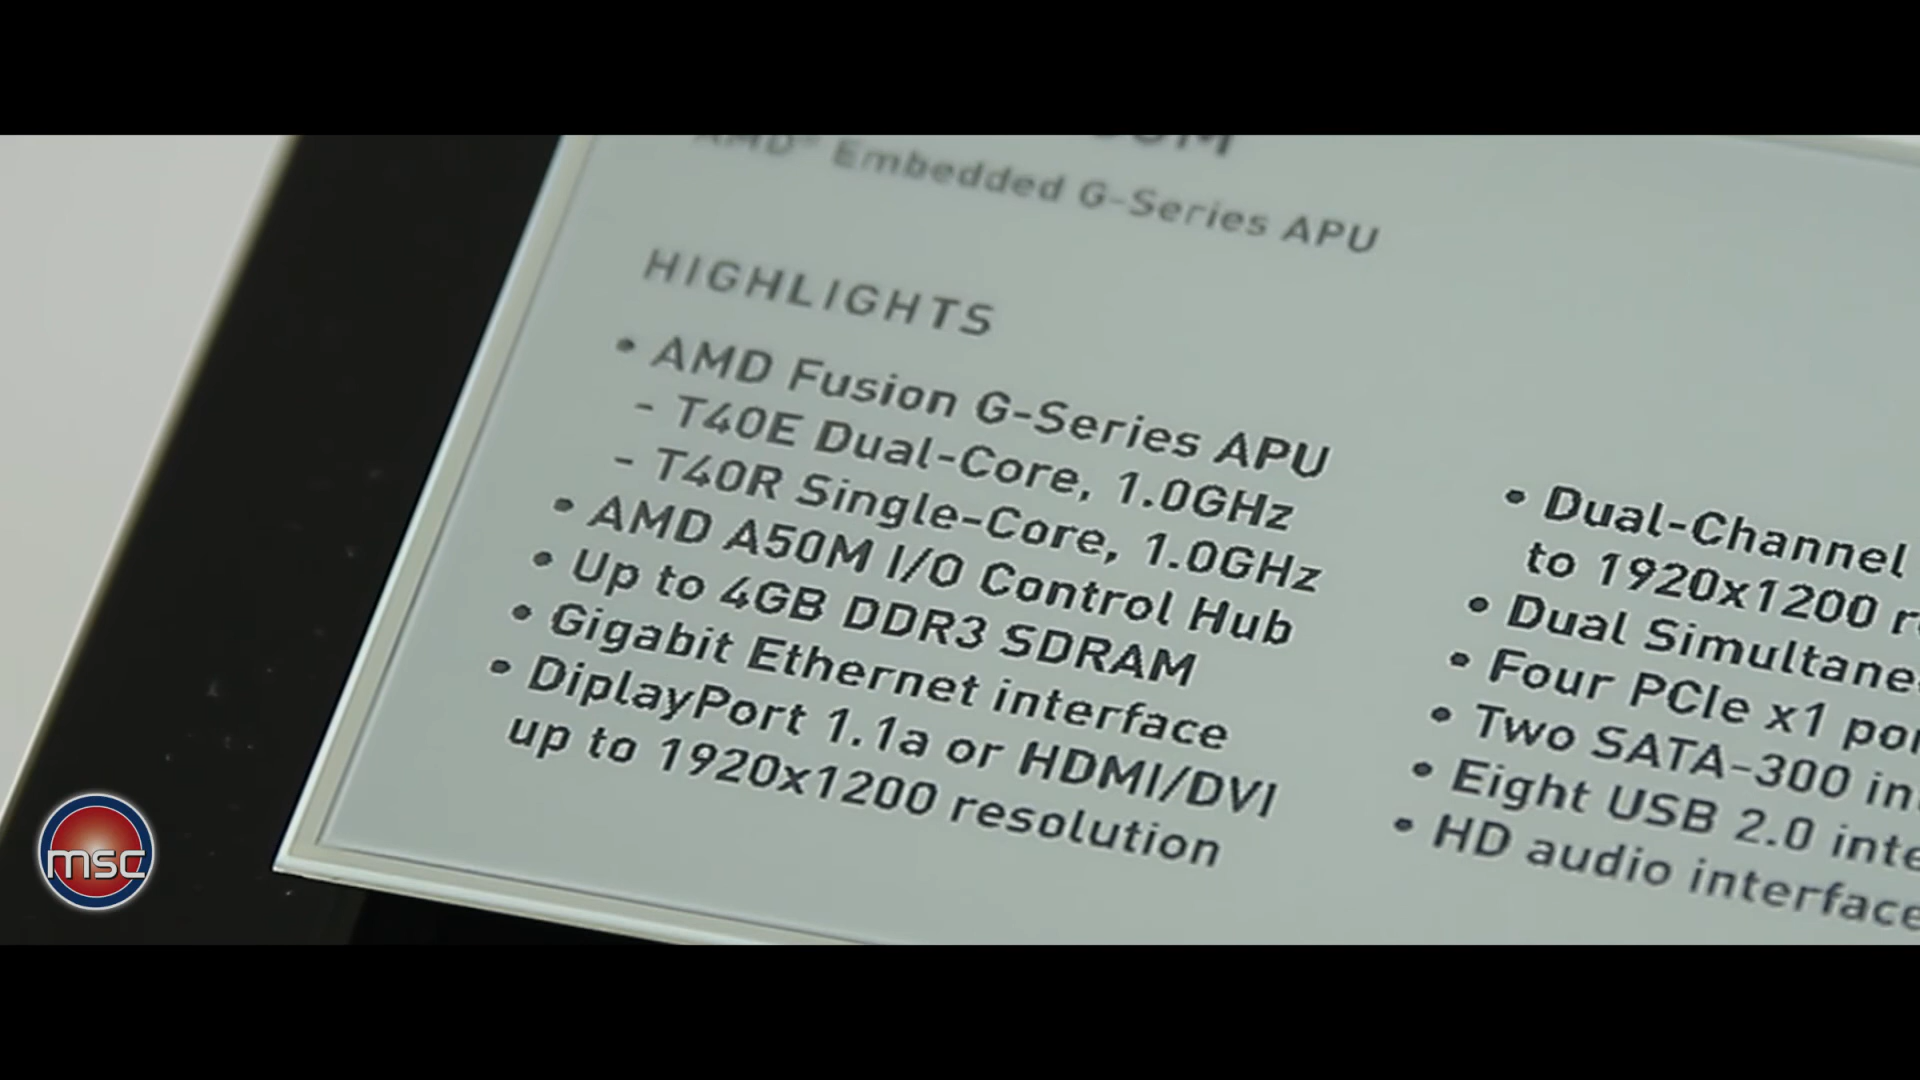 AMD® Embedded G-Series APU
HIGHLIGHTS
• AMD Fusion G-Series APU
- T40E Dual-Core, 1.0GHz
- T40R Single-Core, 1.0GHz
• AMD A50M I/O Control Hub
• Up to 4GB DDR3 SDRAM
• Gigabit Ethernet interface
• DiplayPort 1.1a or HDMI/DVI
up to 1920x1200 resolution
• Dual-Channel
to 1920x1200
• Dual
• Four PCIe x1
• Two SATA-300
• Eight USB 2.0
• HD audio interface
msc